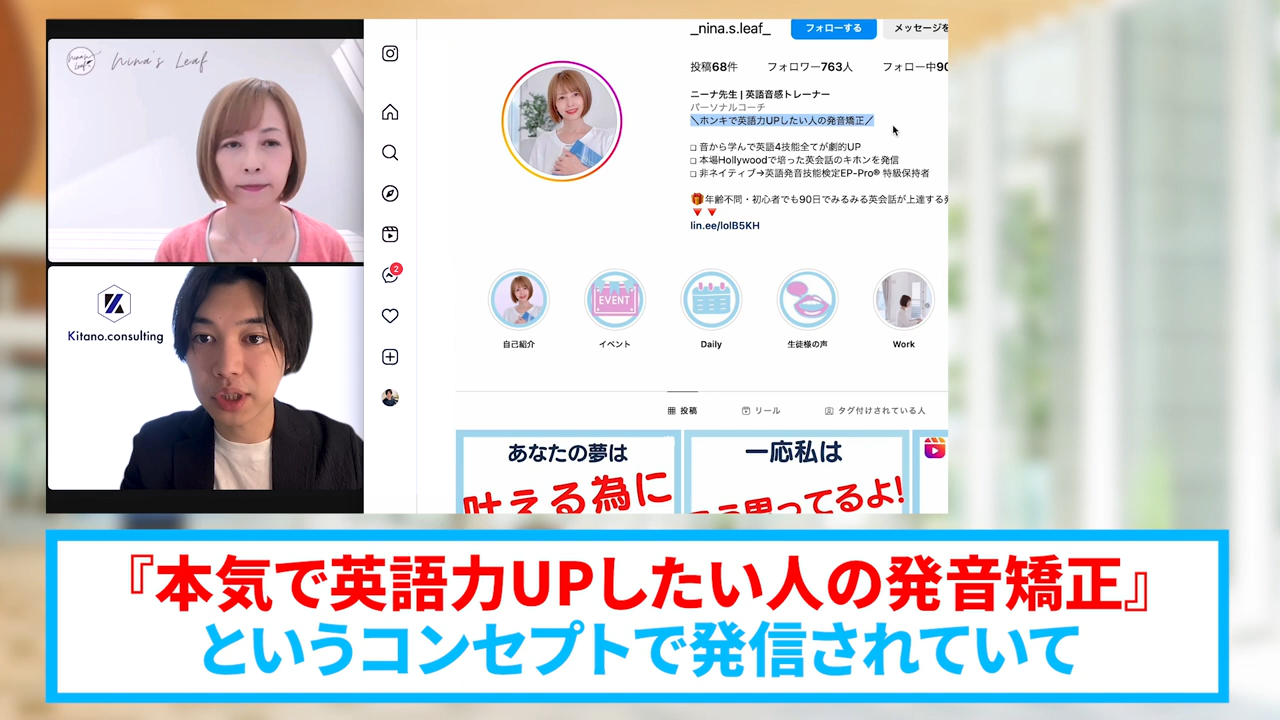 nina's Leaf
nina's Leaf
Kitano.consulting
2
_nina.s.leaf_
フォローする
メッセージを
投稿68件
フォロワー763人
フォロー中90
ニーナ先生 | 英語音感トレーナー
パーソナルコーチ
＼ホンキで英語力UPしたい人の発音矯正／
❑ 音から学んで英語4技能全てが劇的UP
❑ 本場Hollywoodで培った英会話のキホンを発信
❑ 非ネイティブ→英語発音技能検定EP-Pro® 特級保持者
🎁年齢不問・初心者でも90日でみるみる英会話が上達する発
🔻🔻
lin.ee/lolB5KH
EVENT
自己紹介
イベント
Daily
生徒様の声
Work
投稿
リール
タグ付けされている人
あなたの夢は
叶える為に
一応私は
思ってるよ!
『本気で英語力UPしたい人の発音矯正』
というコンセプトで発信されていて